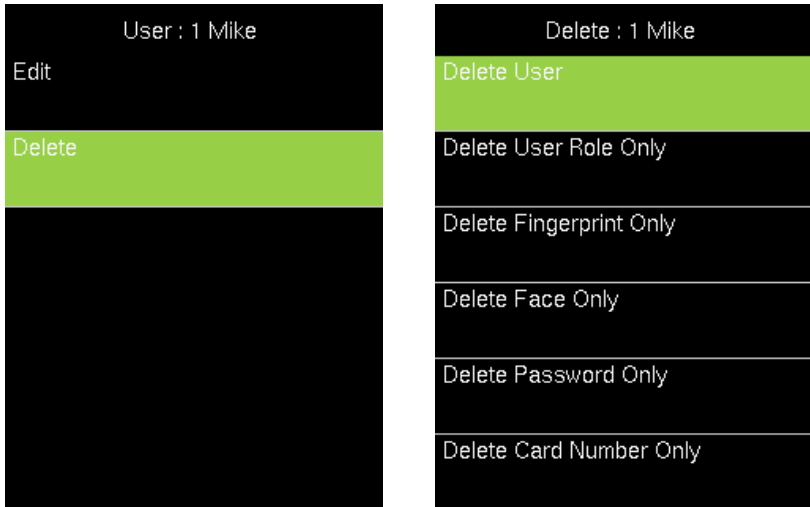 User : 1 Mike
Edit
Delete
Delete : 1 Mike
Delete User
Delete User Role Only
Delete Fingerprint Only
Delete Face Only
Delete Password Only
Delete Card Number Only